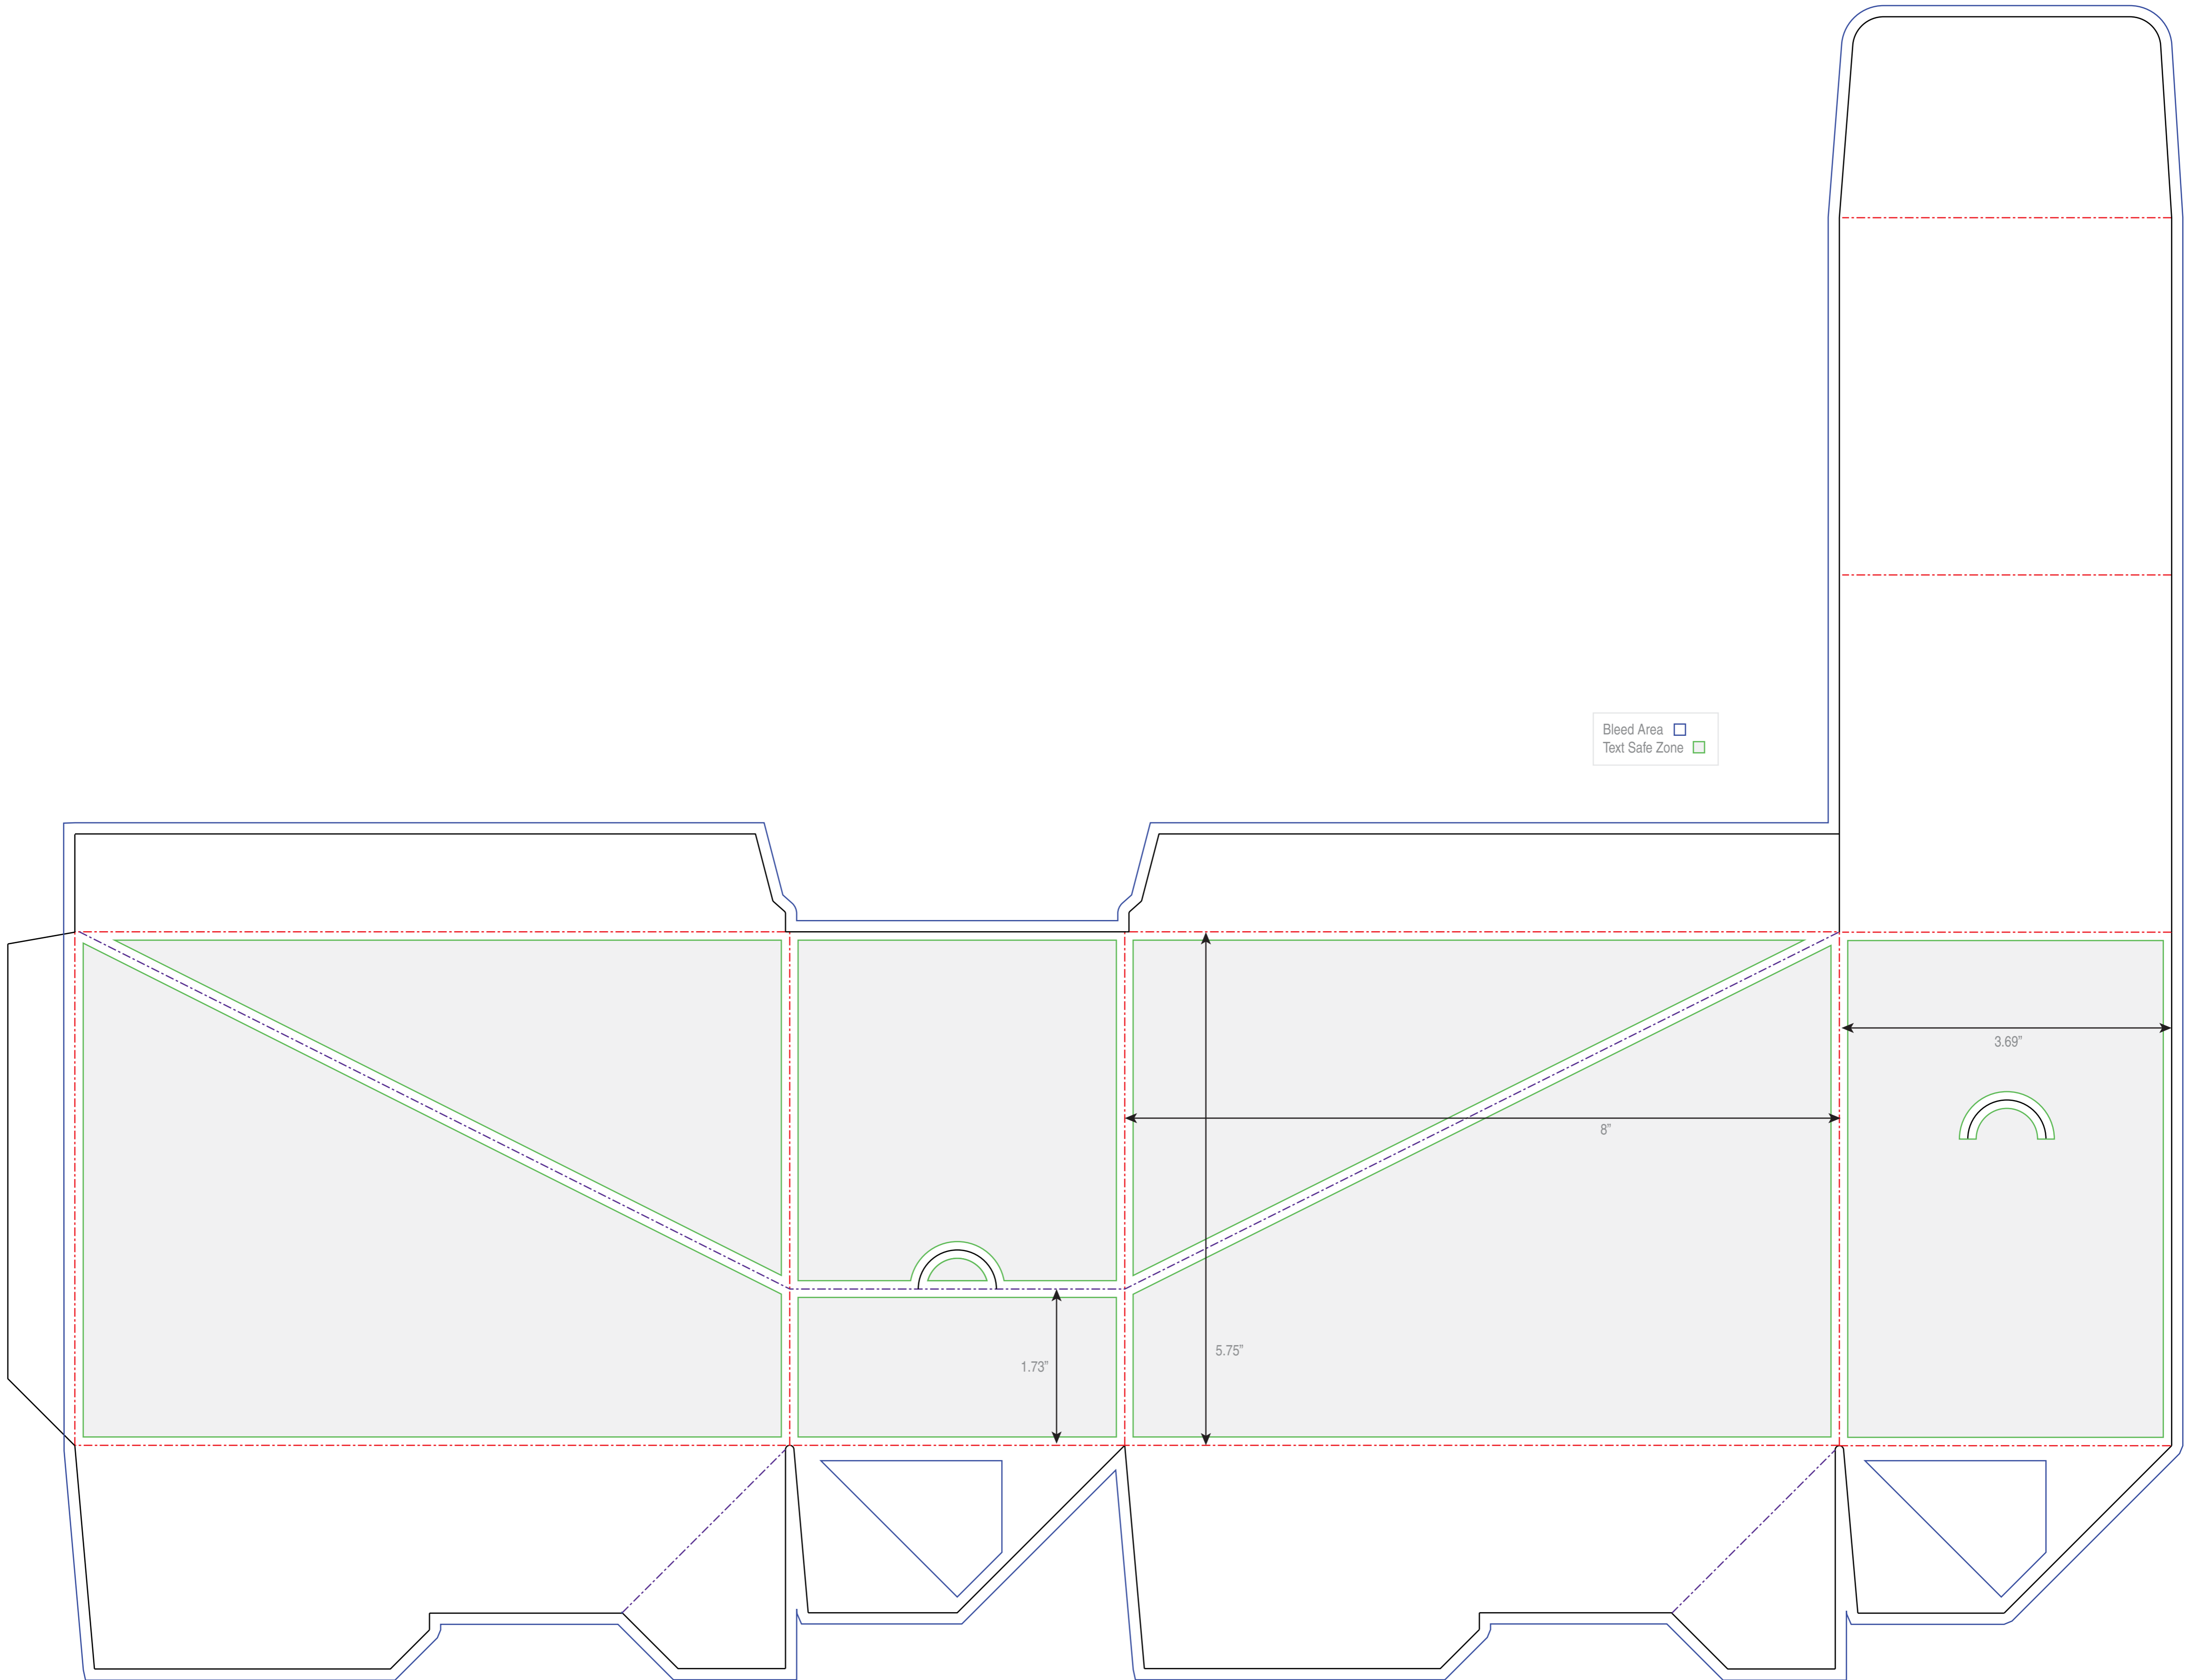 Bleed Area
Text Safe Zone
3.69”
8”
5.75”
1.73”